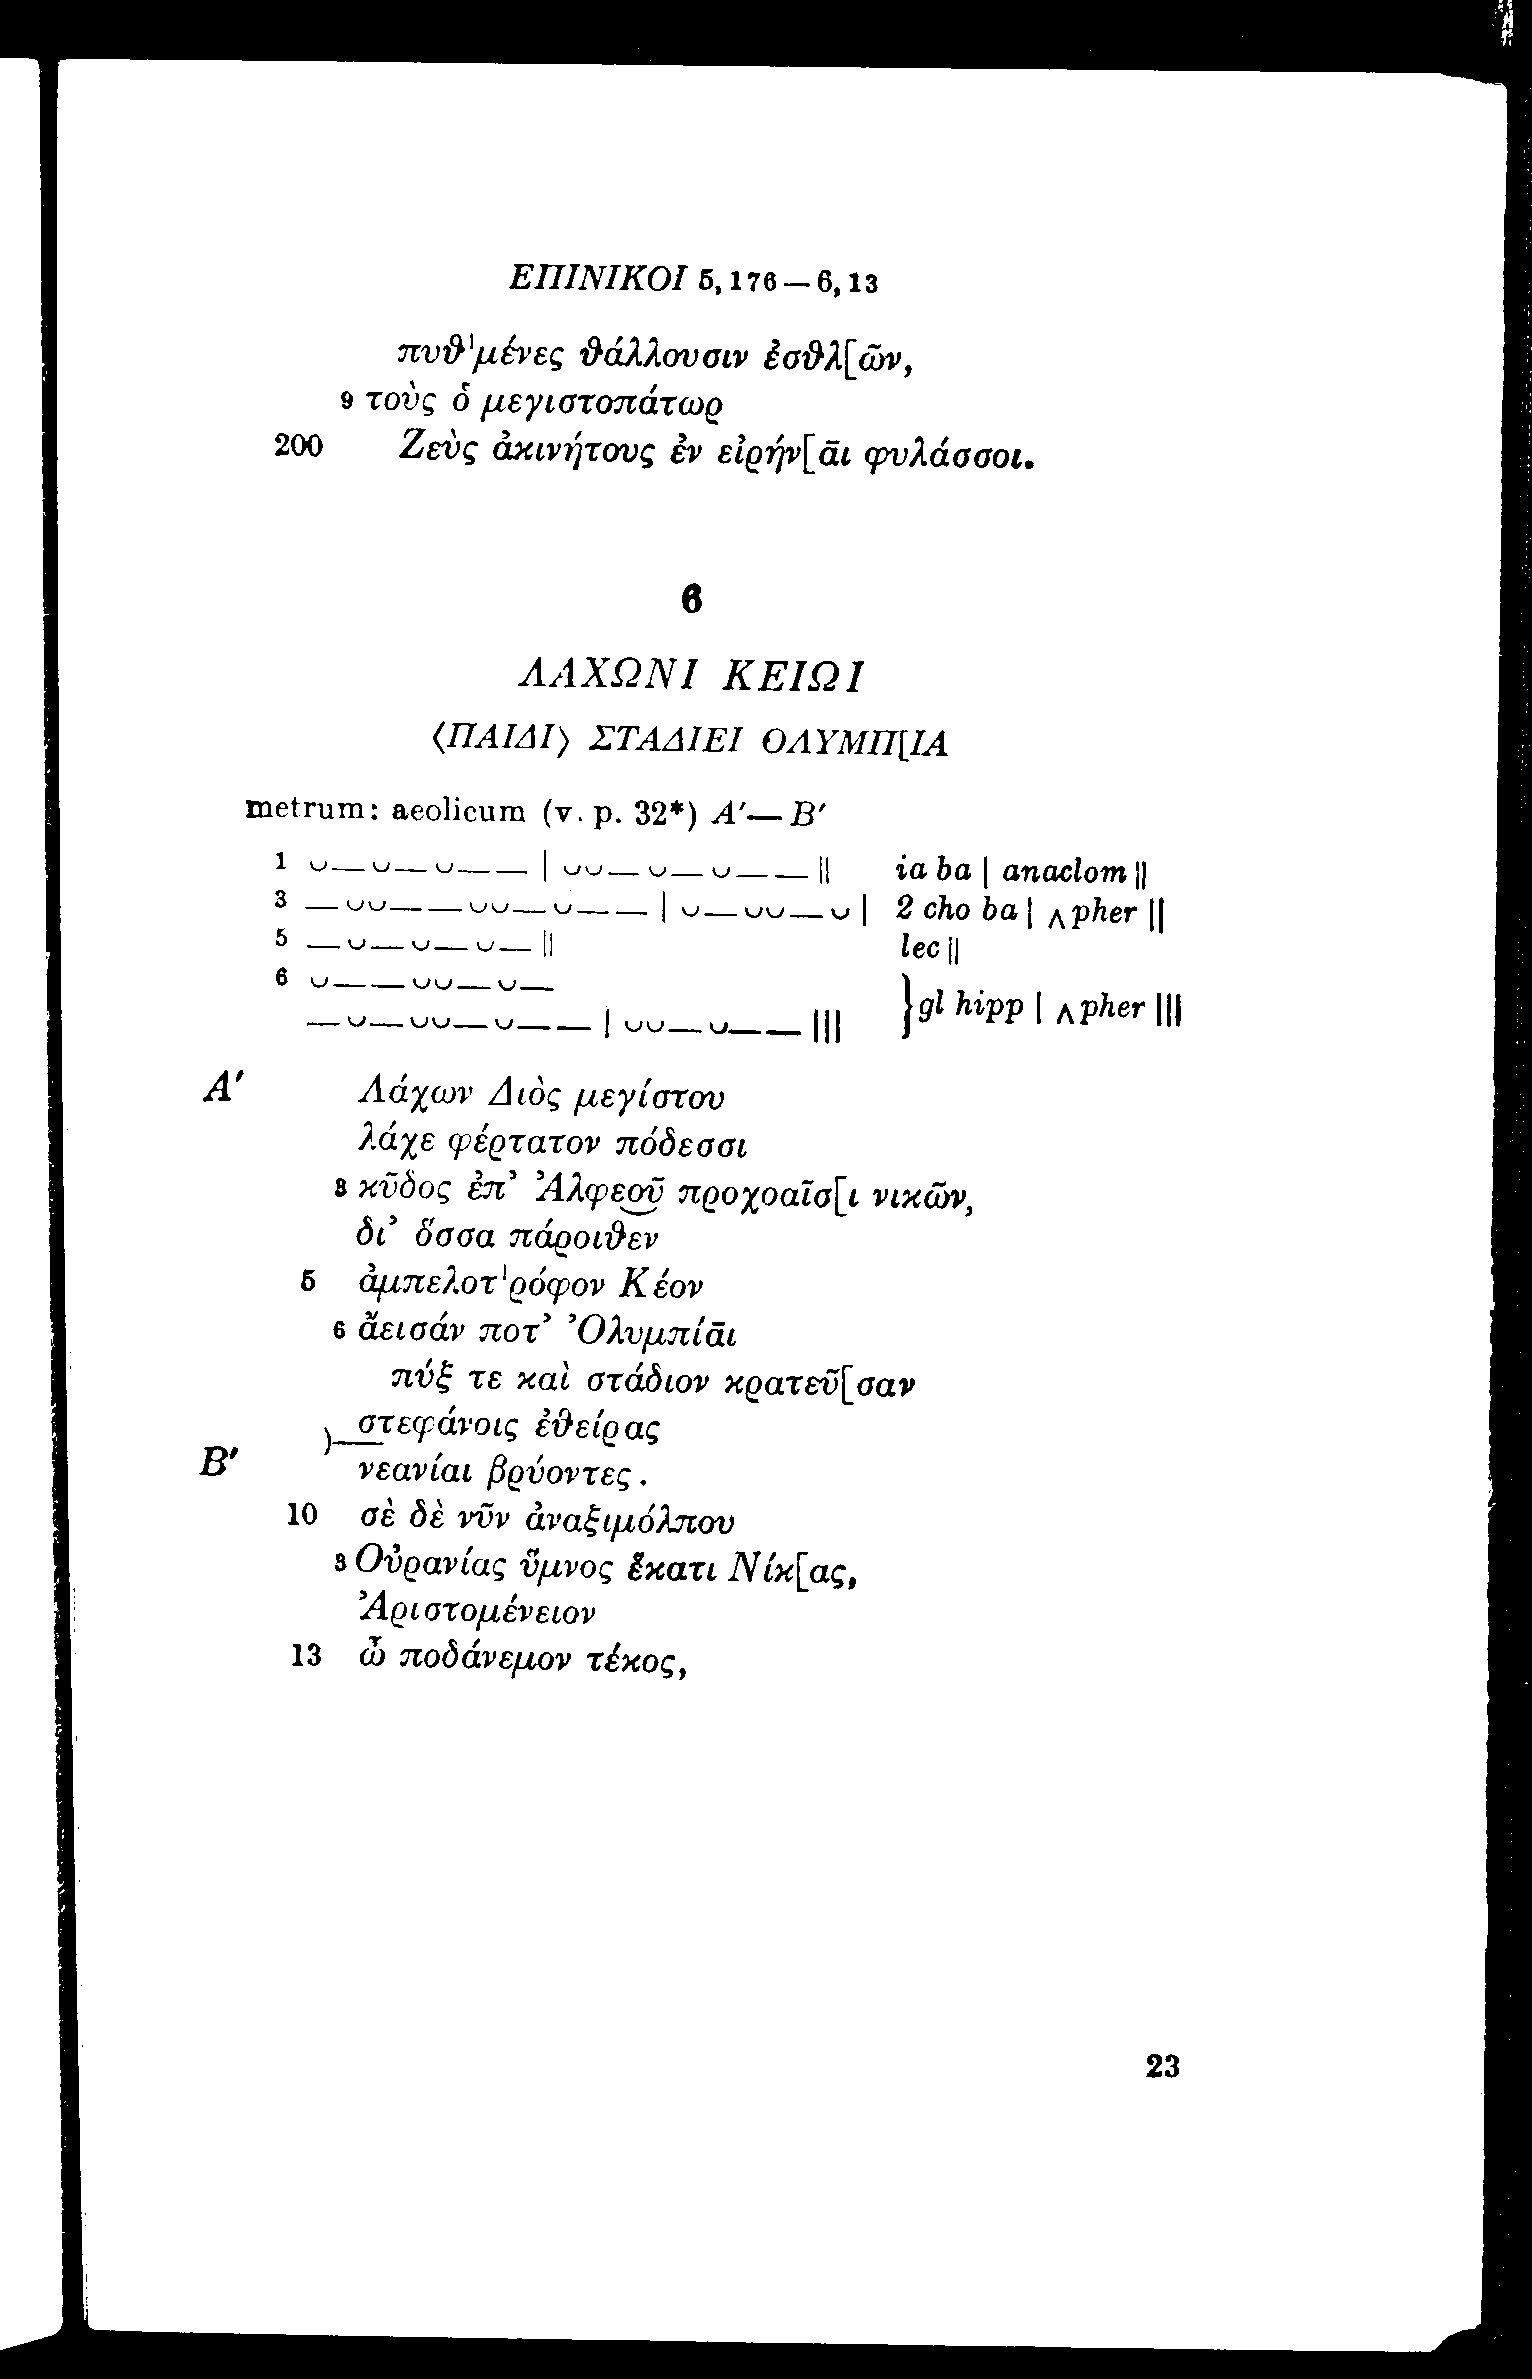 ΕΠΙΝΙΚΟΙ 5,176 — 6,13
πυθ'μένες θάλλουσιν ἐσθλ[ῶν,
9 τοὺς ὁ μεγιστοπάτωρ
200 Ζεὺς ἀκινήτους ἐν εἰρήν[ᾱι φυλάσσοι.
6
ΛΑΧΩΝΙ ΚΕΙΩΙ
⟨ΠΑΙΔΙ⟩ ΣΤΑΔΙΕΙ ΟΛΥΜΠ[ΙΑ
metrum: aeolicum (v. p. 32*) Α′— Β′
1 ⏑—⏑—⏑—— | ⏑⏑—⏑—⏑—— || ia ba | anaclom ||
3 —⏑⏑——⏑⏑—⏑—— | ⏑—⏑⏑—⏑ | 2 cho ba | ∧pher ||
5 —⏑—⏑—⏑— || lec ||
6 ⏑——⏑⏑—⏑—
—⏑—⏑⏑—⏑—— | ⏑⏑—⏑—— ||| }gl hipp | ∧pher |||
Α′ Λάχων Διὸς μεγίστου
λάχε φέρτατον πόδεσσι
3 κῦδος ἐπ’ Ἀλφεο͜ῦ προχοαῖσ[ι νικῶν,
δι’ ὅσσα πάροιθεν
5 ἀμπελοτ'ρόφον Κέον
6 ἄεισάν ποτ’ Ὀλυμπίᾱι
πύξ τε καὶ στάδιον κρατεῦ[σαν
στεφάνοις ἐθείρας
Β′ νεανίαι βρύοντες.
10 σὲ δὲ νῦν ἀναξιμόλπου
3 Οὐρανίας ὕμνος ἕκατι Νίκ[ας,
Ἀριστομένειον
13 ὦ ποδάνεμον τέκος,
23